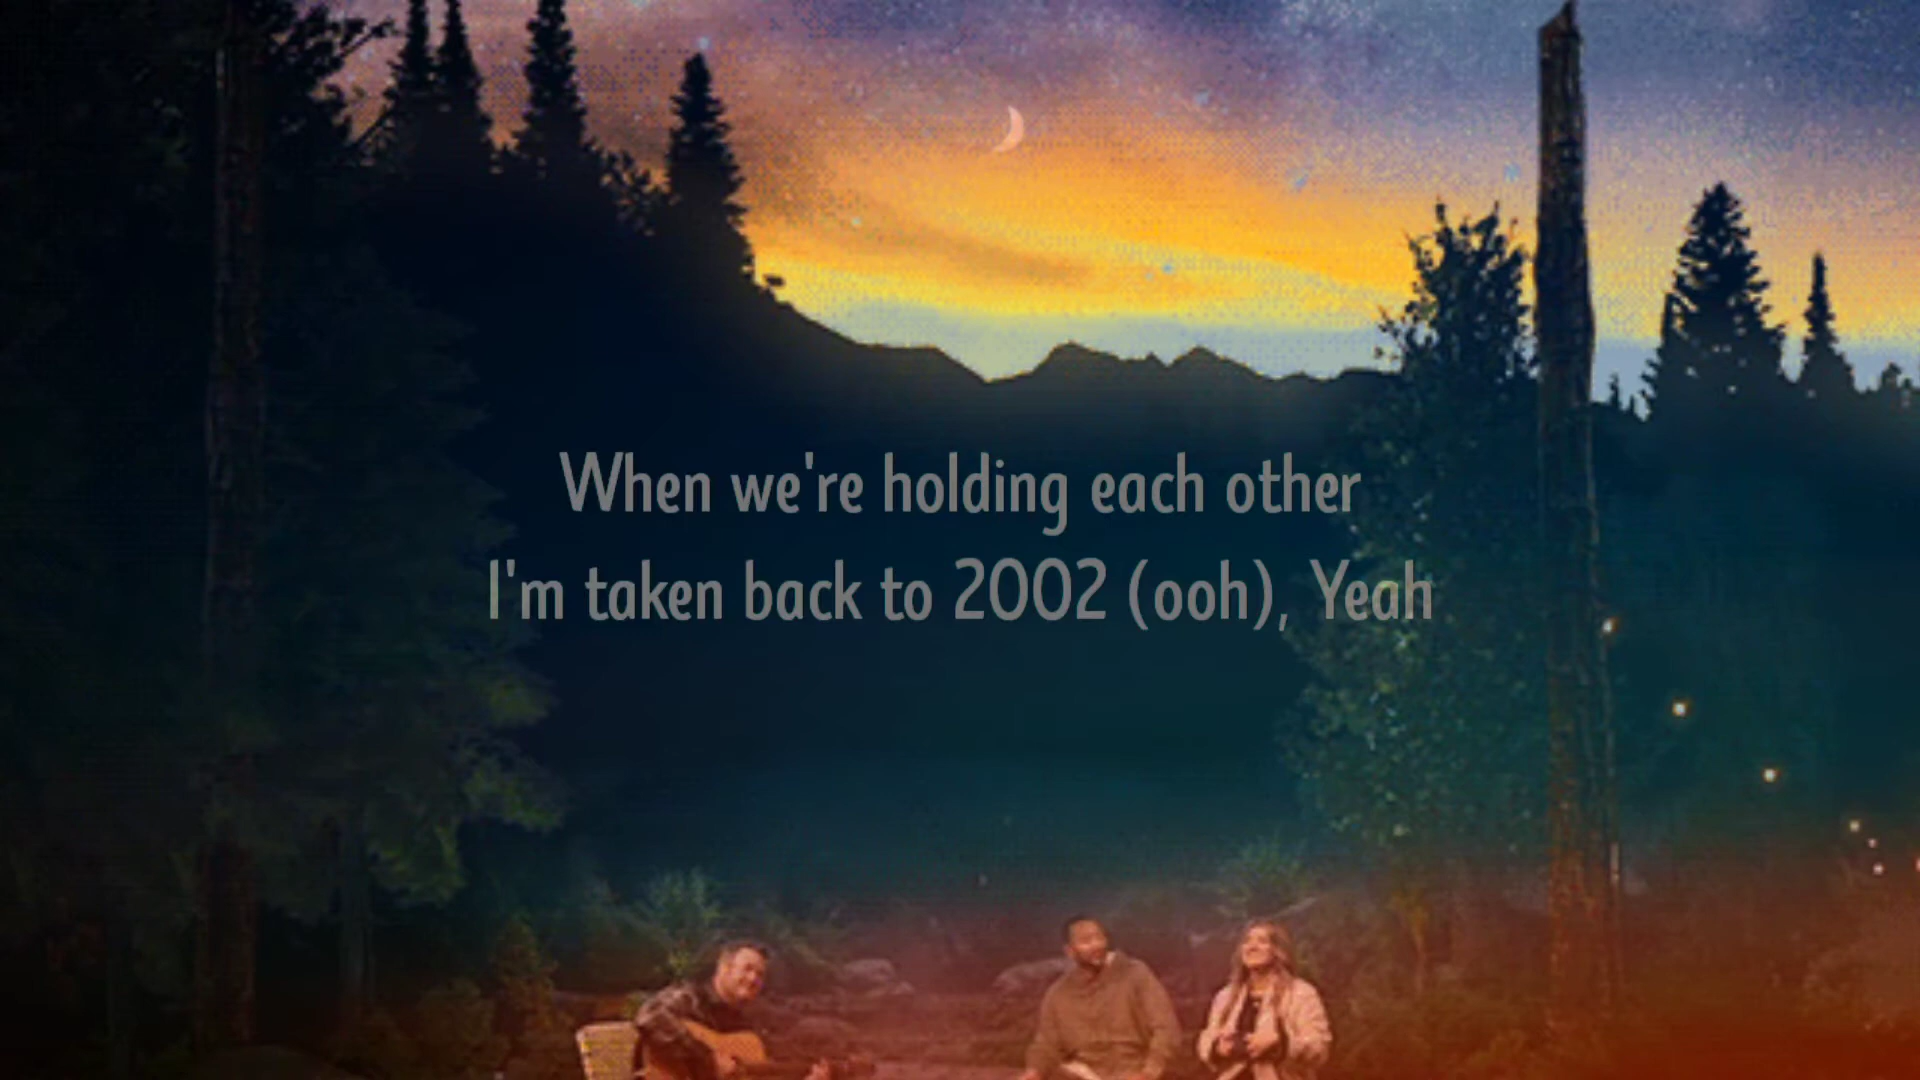 When we're holding each other
I'm taken back to 2002 (ooh), Yeah